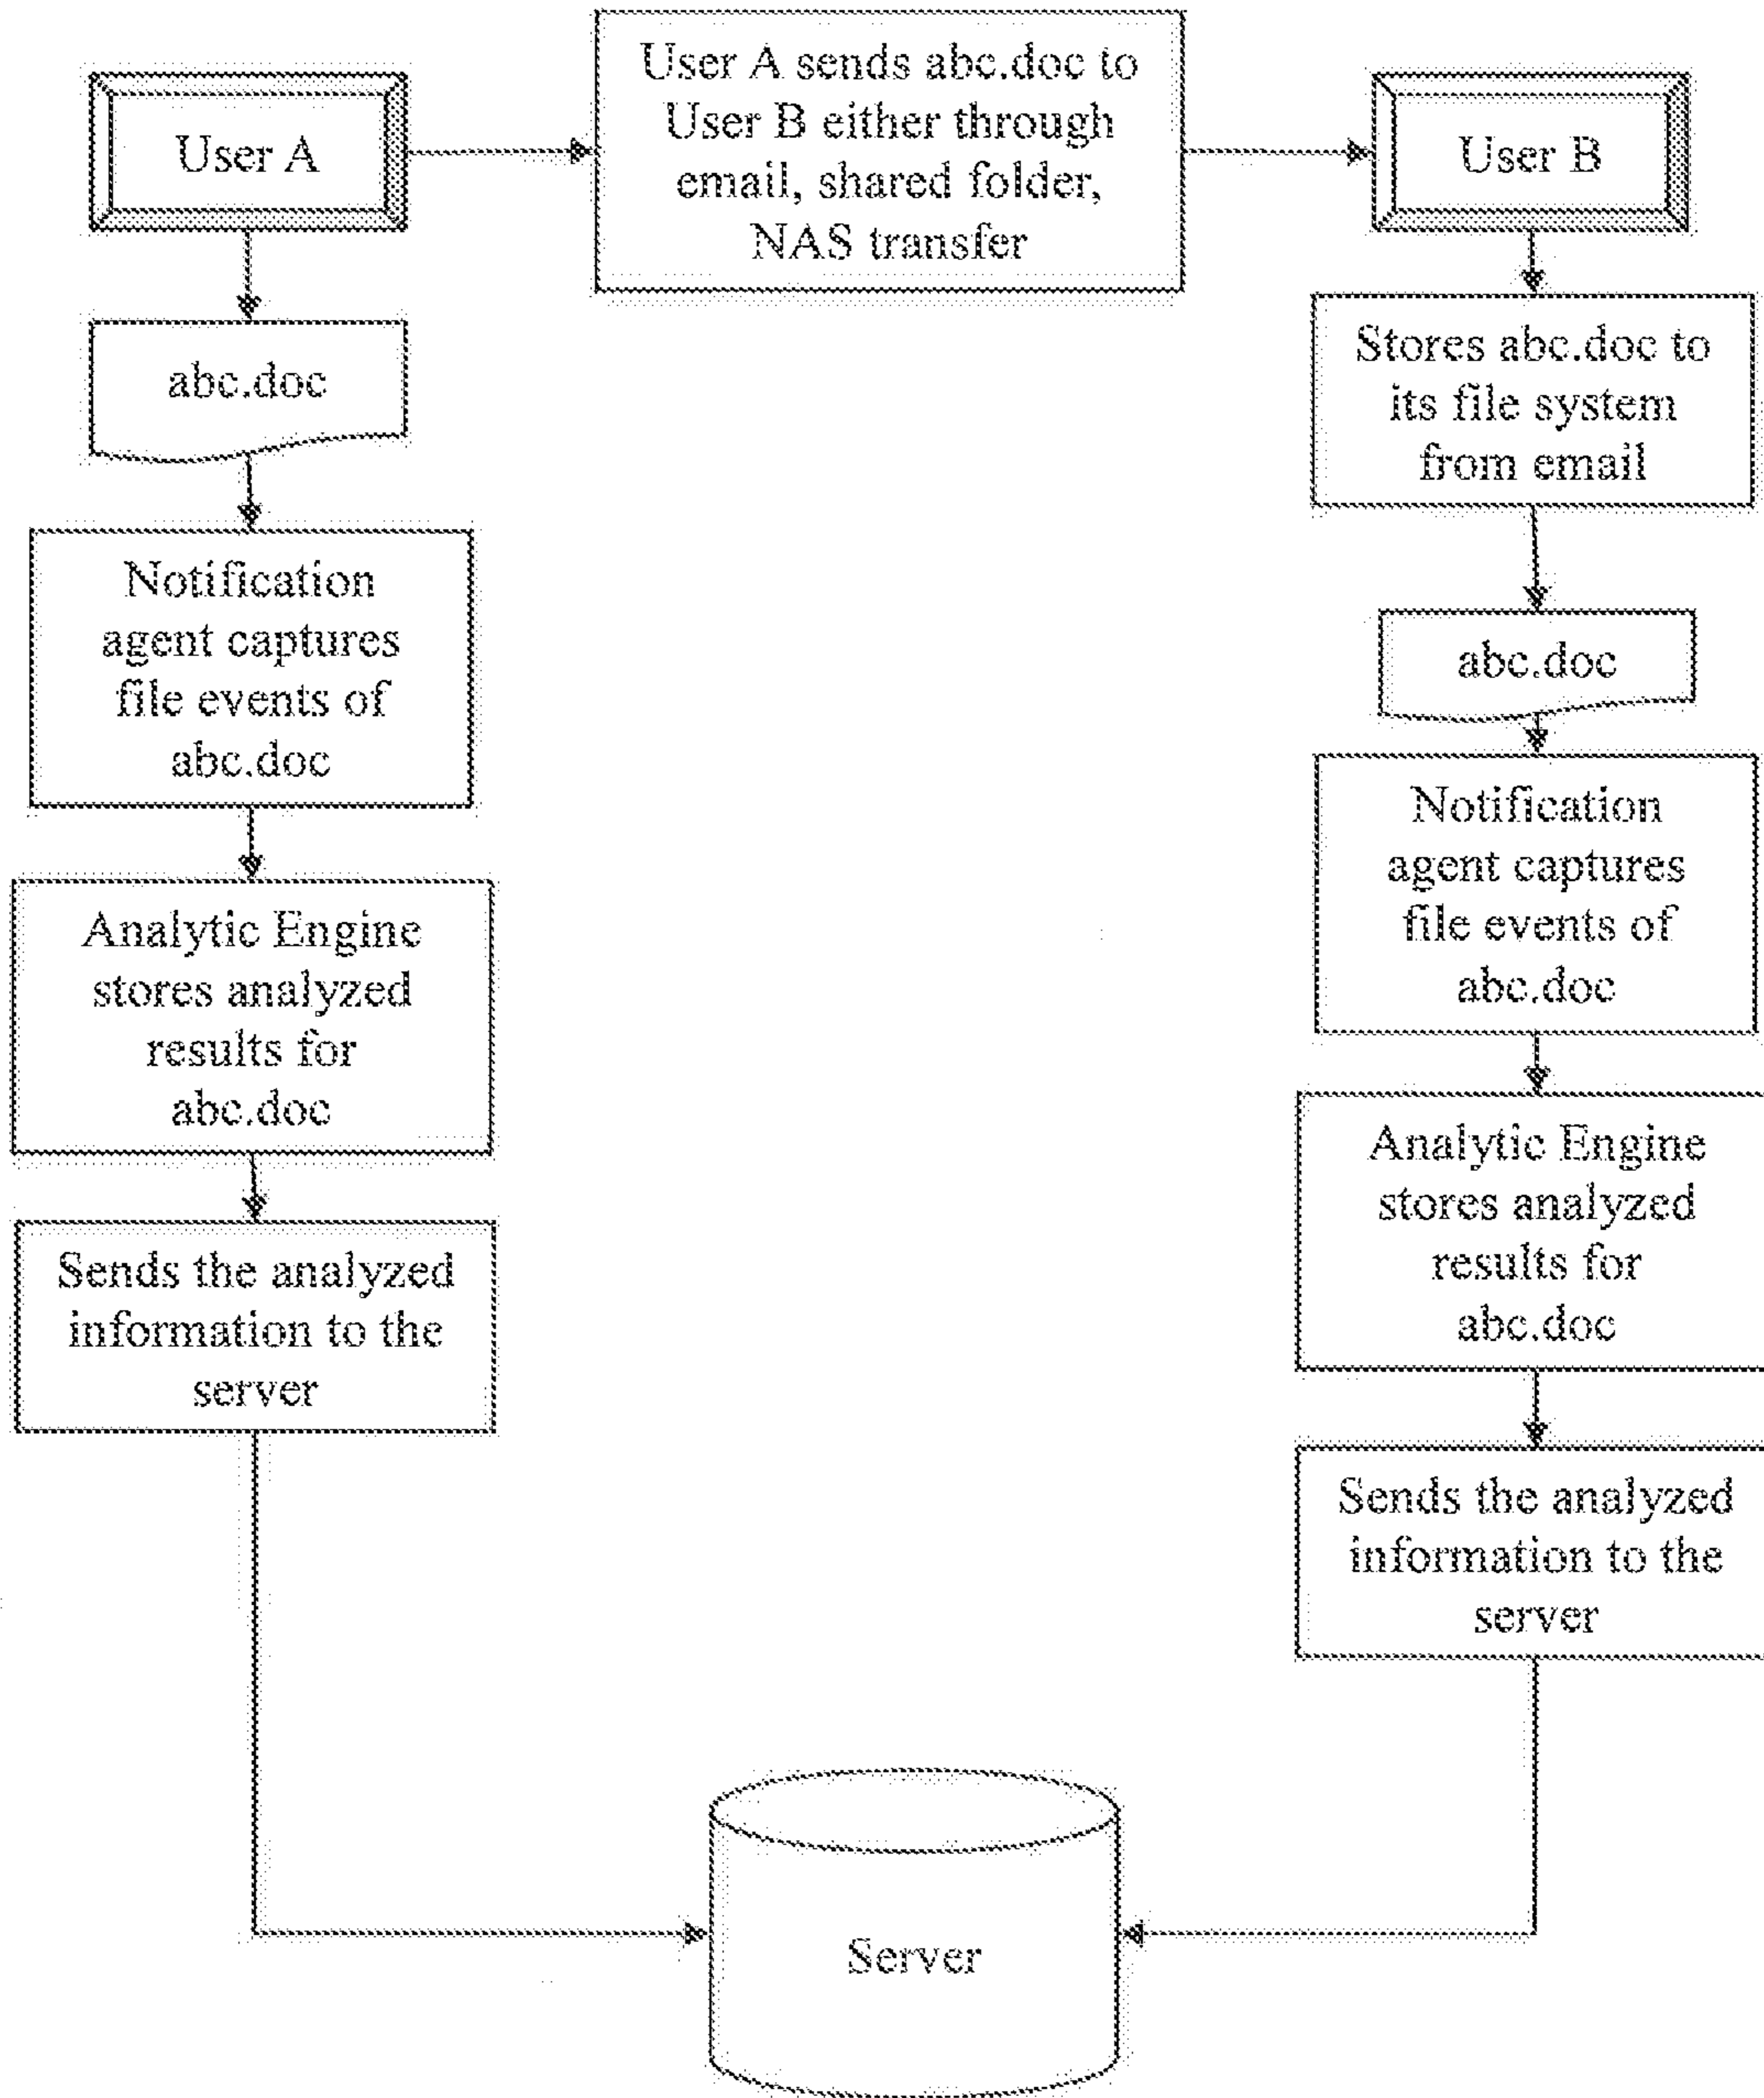 User A
User A sends abc.doc to
User B either through
email, shared folder,
NAS transfer
User B
abc.doc
Notification
agent captures
file events of
abc.doc
Analytic Engine
stores analyzed
results for
abc.doc
Sends the analyzed
information to the
server
Stores abc.doc to
its file system
from email
abc.doc
Notification
agent captures
file events of
abc.doc
Analytic Engine
stores analyzed
results for
abc.doc
Sends the analyzed
information to the
server
Server